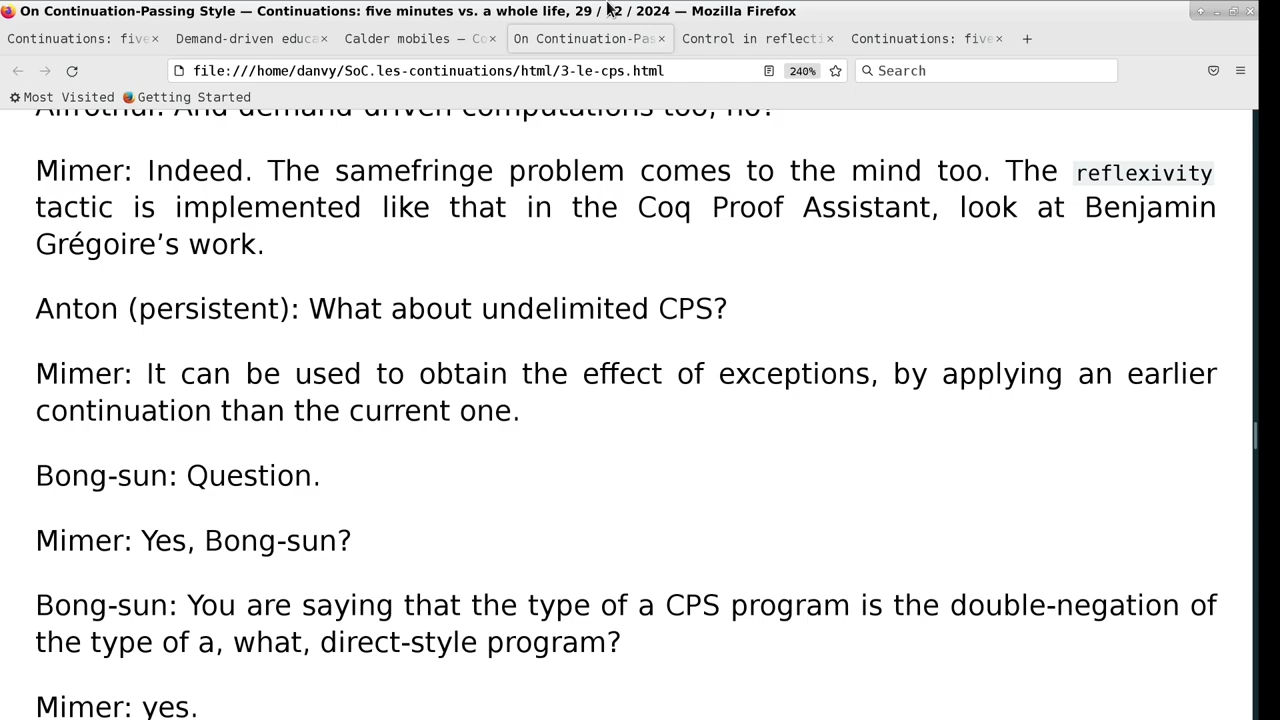 On Continuation-Passing Style — Continuations: five minutes vs. a whole life, 29 / 2 / 2024 — Mozilla Firefox
Continuations: five Demand-driven educa Calder mobiles — Co On Continuation-Pas Control in reflecti Continuations: five
file:///home/danvy/SoC.les-continuations/html/3-le-cps.html 240% Search
Most Visited Getting Started
Mimer: Indeed. The samefringe problem comes to the mind too. The reflexivity
tactic is implemented like that in the Coq Proof Assistant, look at Benjamin
Grégoire’s work.
Anton (persistent): What about undelimited CPS?
Mimer: It can be used to obtain the effect of exceptions, by applying an earlier
continuation than the current one.
Bong-sun: Question.
Mimer: Yes, Bong-sun?
Bong-sun: You are saying that the type of a CPS program is the double-negation of
the type of a, what, direct-style program?
Mimer: yes.